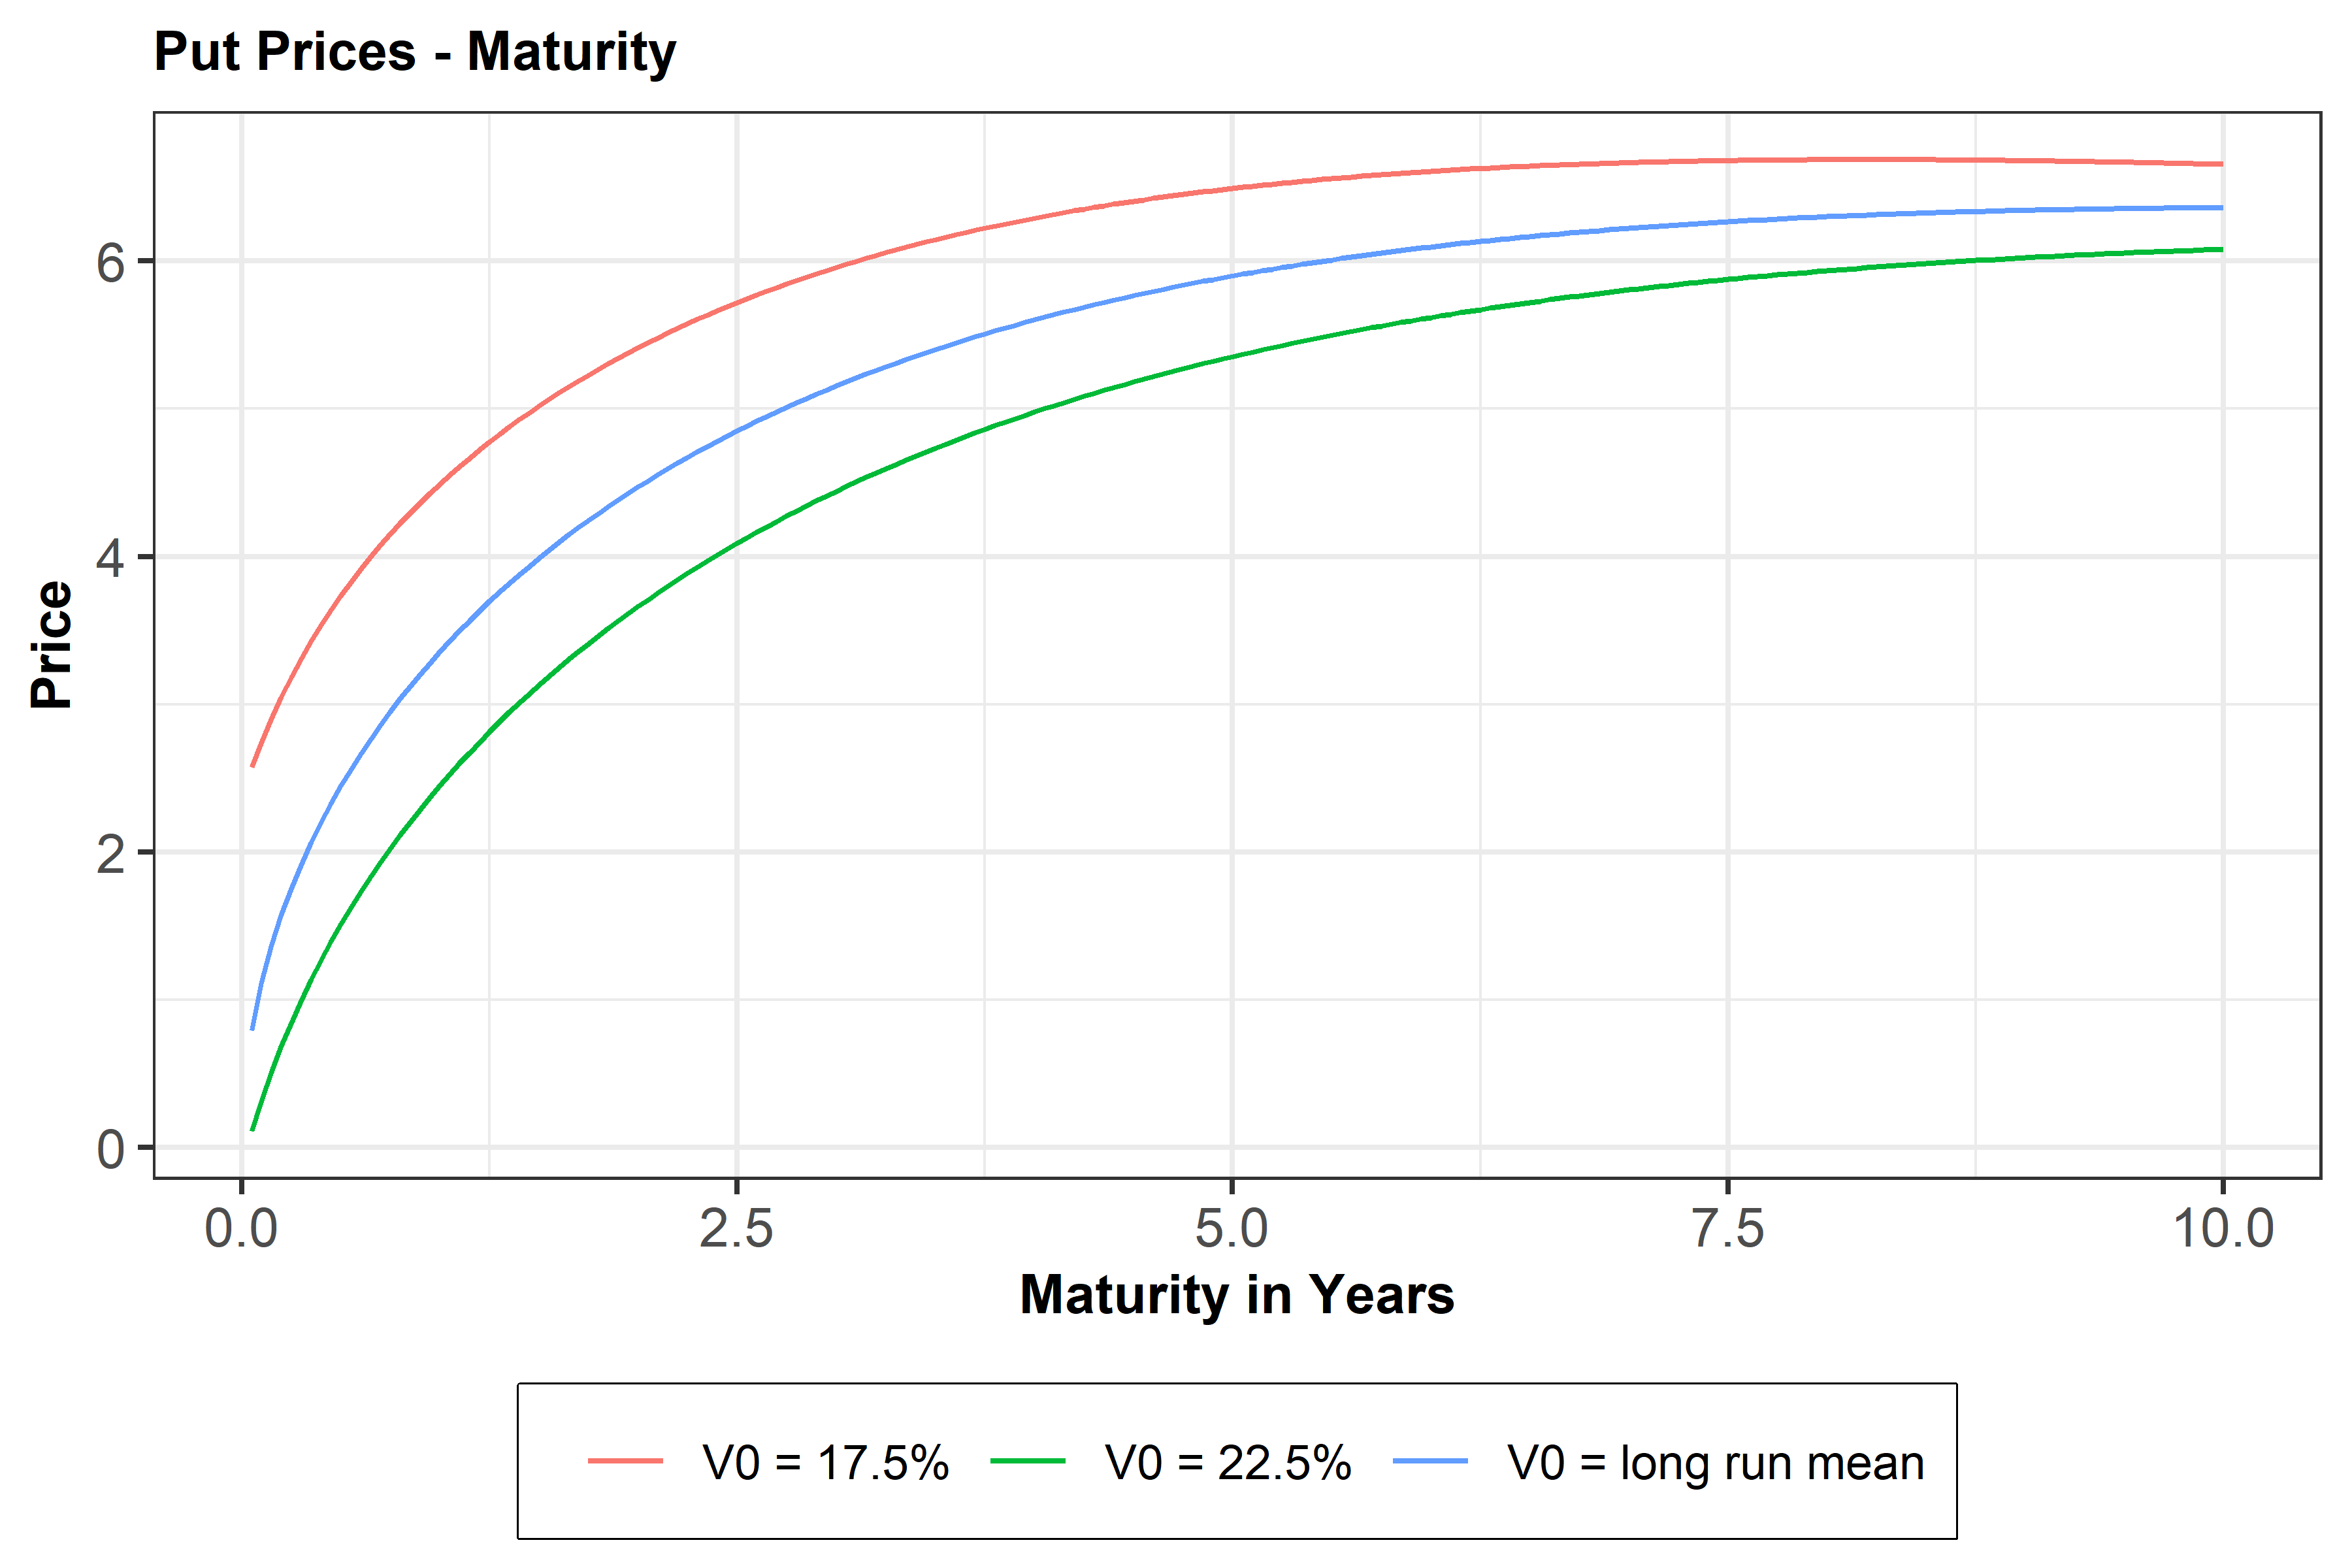 Put Prices - Maturity
Price
6
4
2
0
0.0 2.5 5.0 7.5 10.0
Maturity in Years
V0 = 17.5% V0 = 22.5% V0 = long run mean